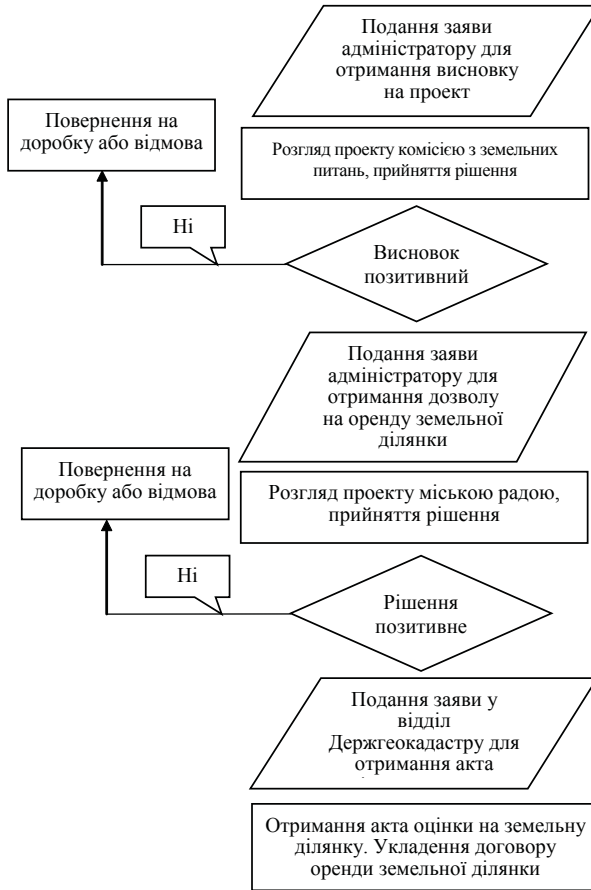 Подання заяви
адміністратору для
отримання висновку
на проект
Повернення на
доробку або відмова
Розгляд проекту комісією з земельних
питань, прийняття рішення
Ні
Висновок
позитивний
Подання заяви
адміністратору для
отримання дозволу
на оренду земельної
ділянки
Повернення на
доробку або відмова
Розгляд проекту міською радою,
прийняття рішення
Ні
Рішення
позитивне
Подання заяви у
відділ
Держгеокадастру для
отримання акта
Отримання акта оцінки на земельну
ділянку. Укладення договору
оренди земельної ділянки